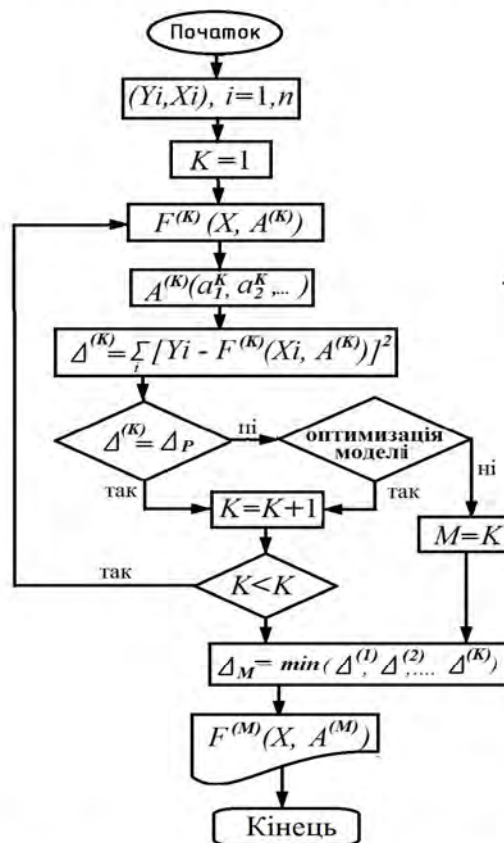 Початок
(Yi,Xi), i=1,n
K=1
F^(K)(X, A^(K))
A^(K)(a_1^K, a_2^K,...)
Δ^(K)=Σ_i[Yi - F^(K)(Xi, A^(K))]^2
Δ^(K)=Δ_P
ні
оптимизація
моделі
ні
так
так
K=K+1
M=K
так
K<K
Δ_M= min(Δ^(1), Δ^(2),.... Δ^(K))
F^(M)(X, A^(M))
Кінець